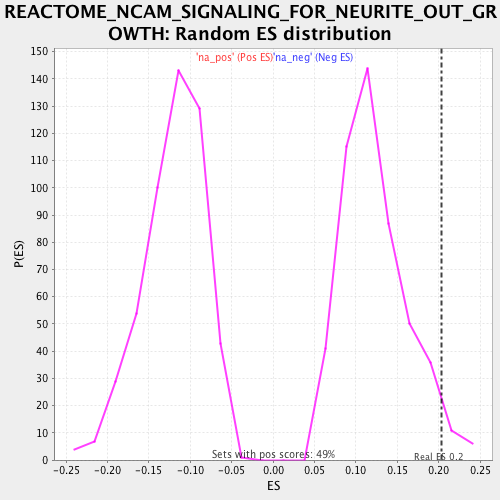 REACTOME_NCAM_SIGNALING_FOR_NEURITE_OUT_GR
OWTH: Random ES distribution
'na_pos' (Pos ES)'na_neg' (Neg ES)
150
140
130
120
110
100
90
80
70
60
50
40
30
20
10
0
P(ES)
Sets with pos scores: 49%
Real ES 0.2
-0.25 -0.20 -0.15 -0.10 -0.05 0.00 0.05 0.10 0.15 0.20 0.25
ES